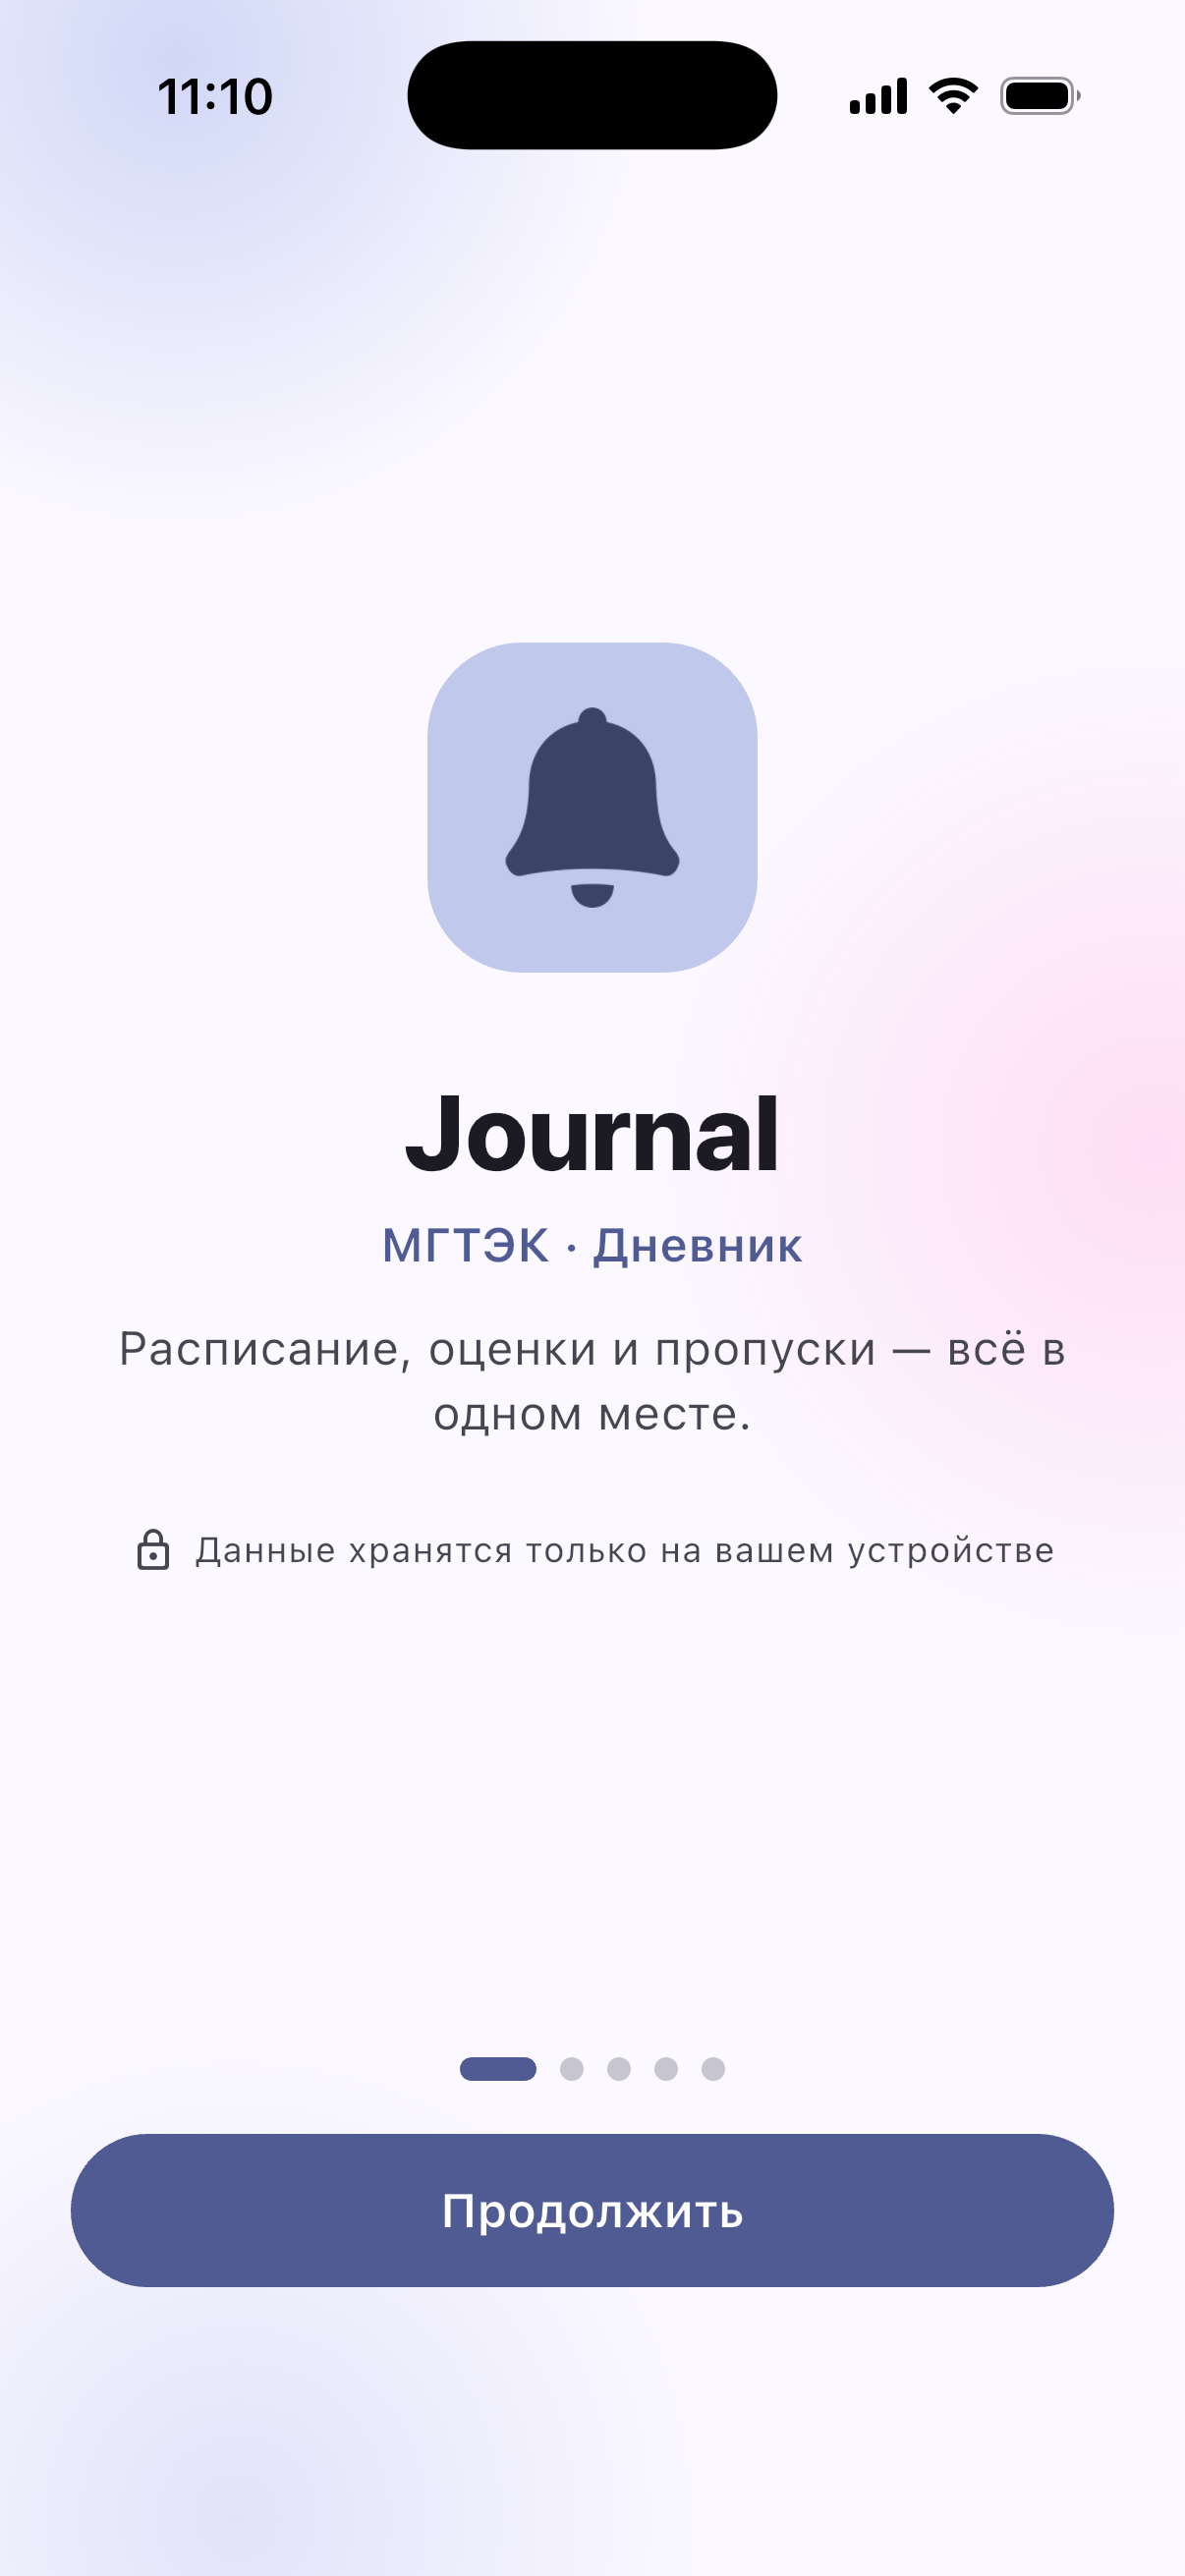 11:10
Journal
МГТЭК · Дневник
Расписание, оценки и пропуски — всё в
одном месте.
Данные хранятся только на вашем устройстве
Продолжить